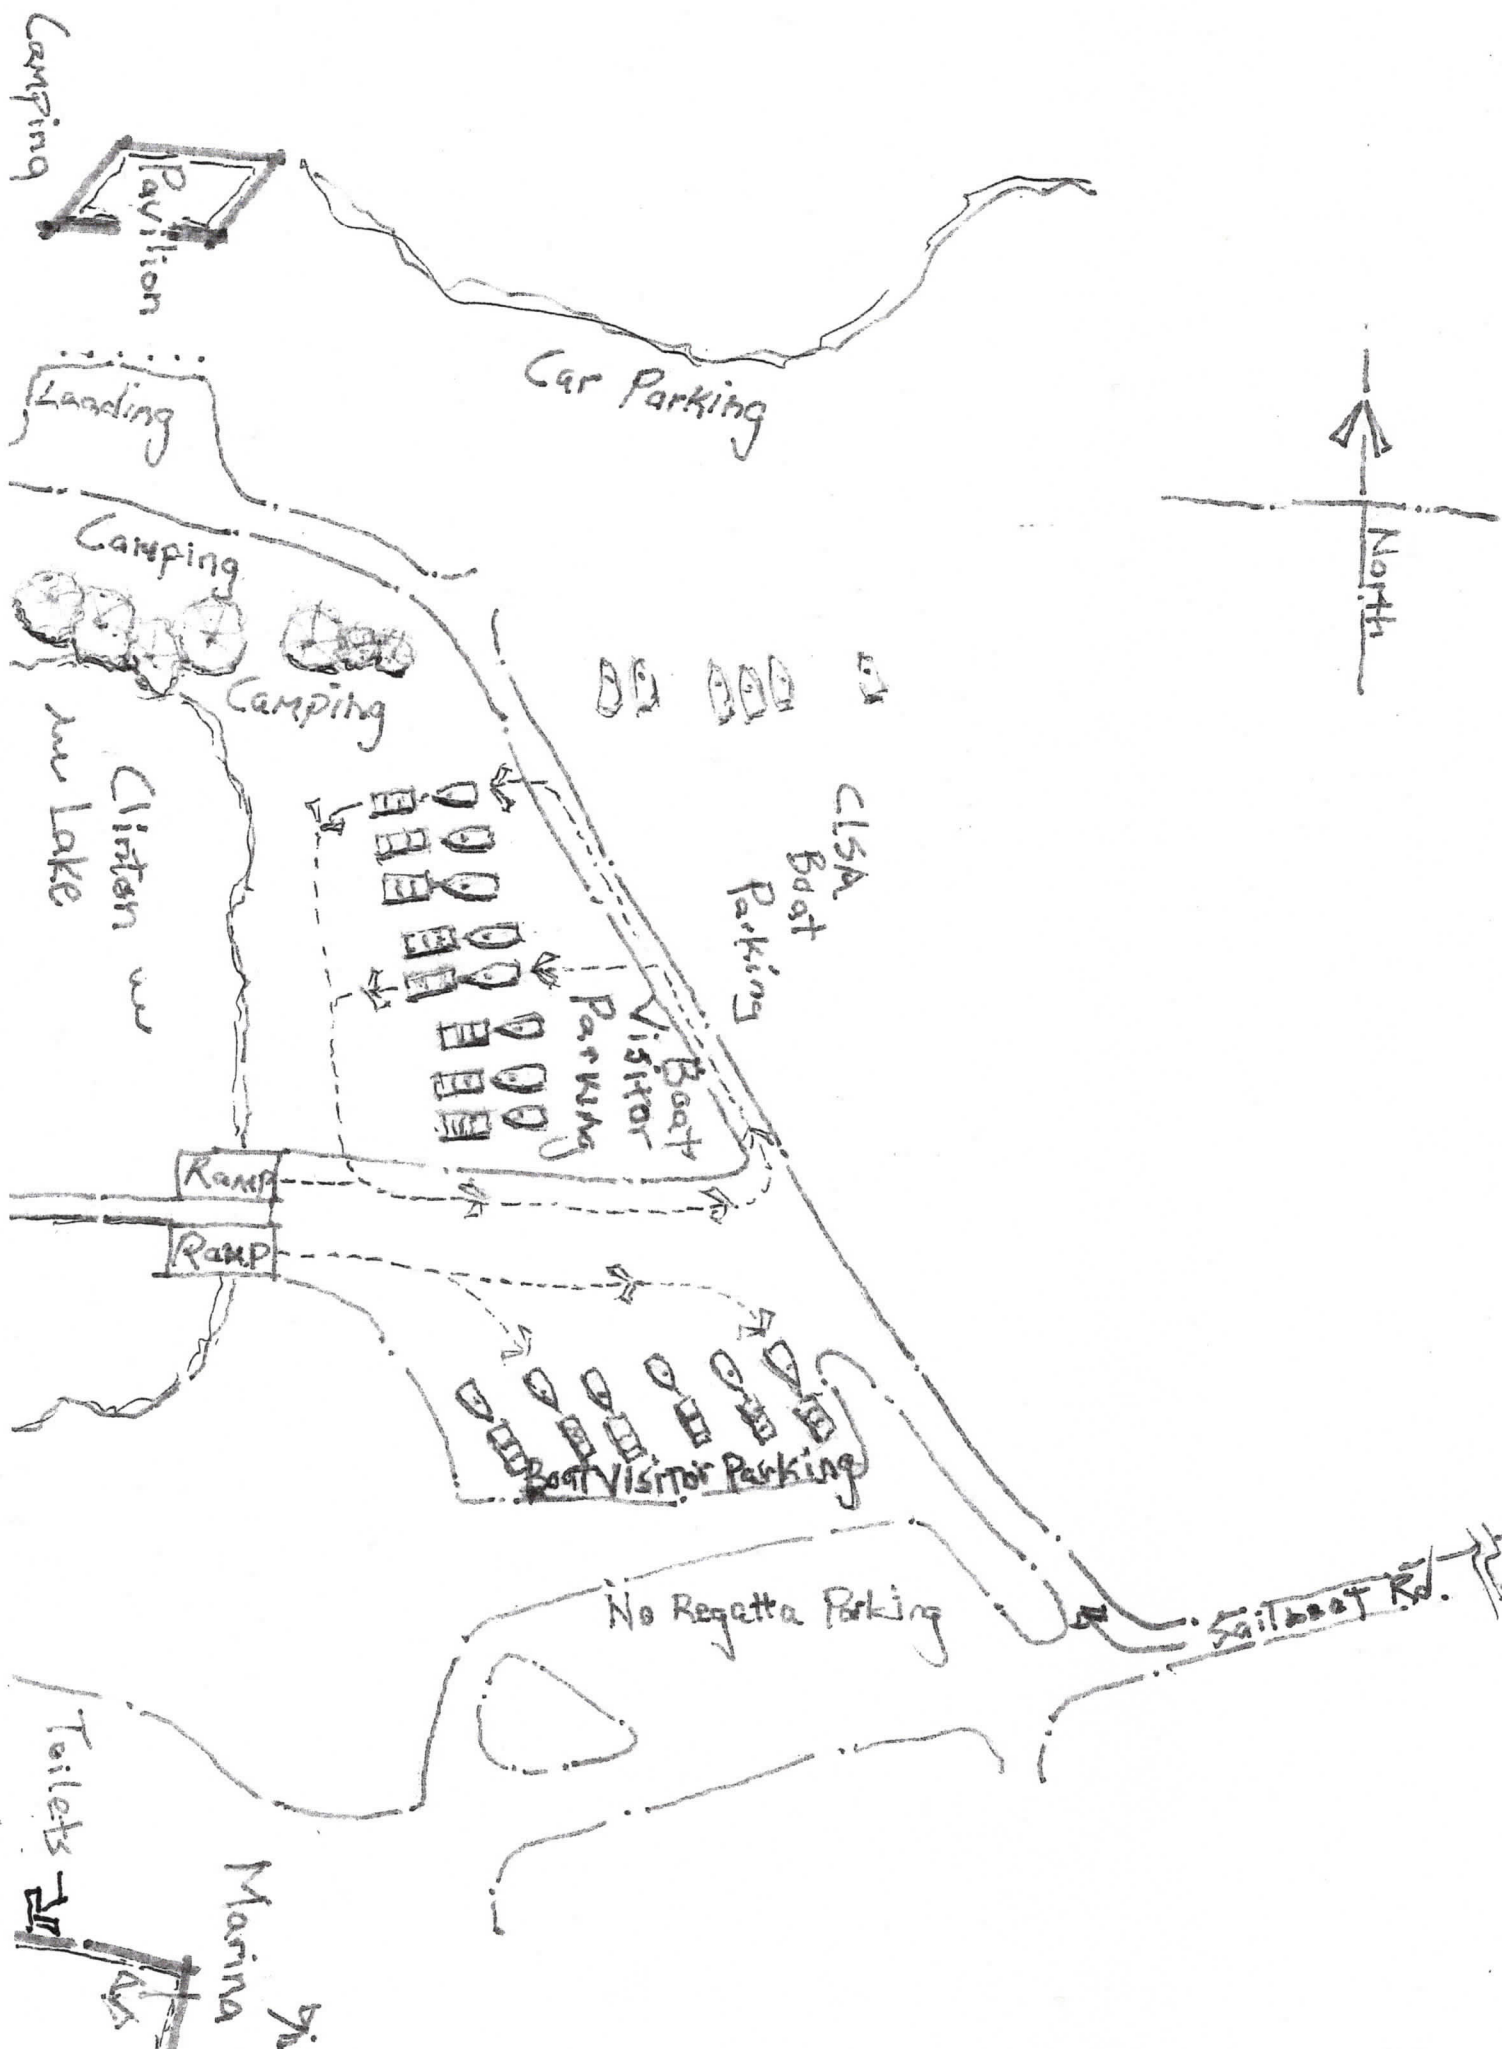 Camping
Pavilion
Car Parking
Loading
North
Camping
Camping
Clinton
Lake
CLSA
Boat
Parking
Boat
Visitor
Parking
Ramp
Ramp
Boat Visitor Parking
No Regatta Parking
Sailboat Rd.
Toilets
Marina